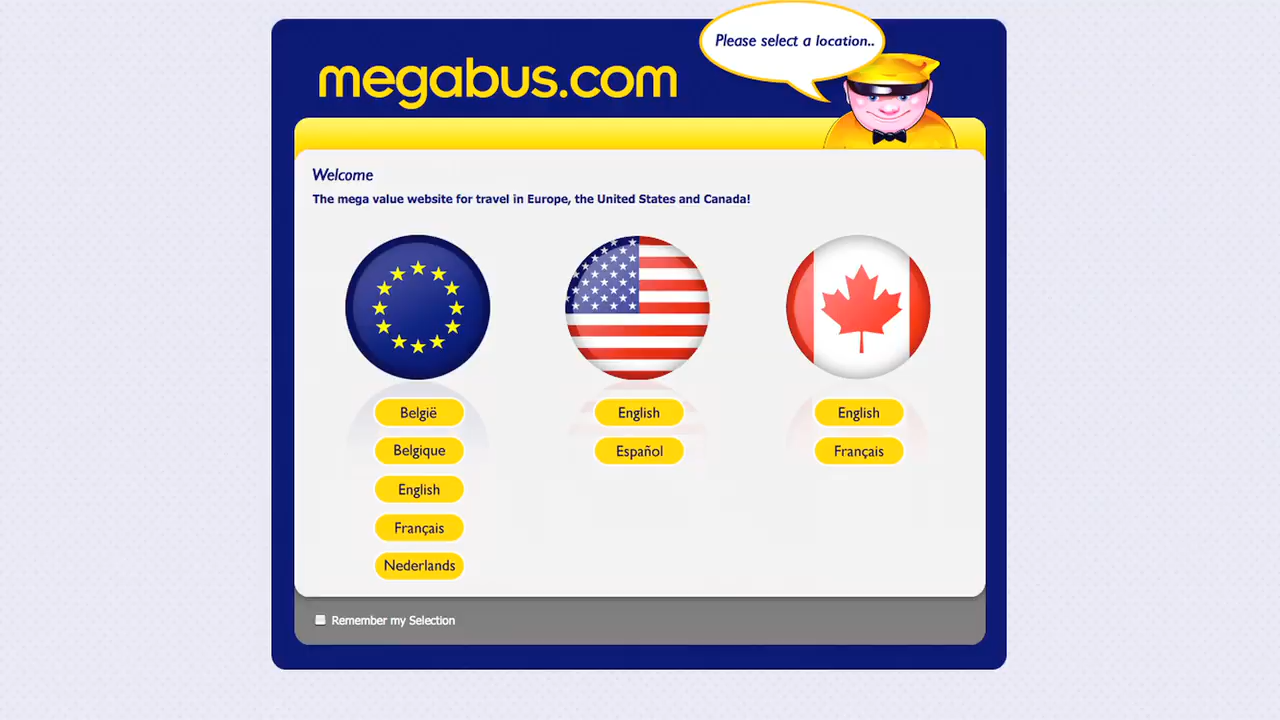 Please select a location..
megabus.com
Welcome
The mega value website for travel in Europe, the United States and Canada!
België
Belgique
English
Français
Nederlands
English
Español
English
Français
Remember my Selection